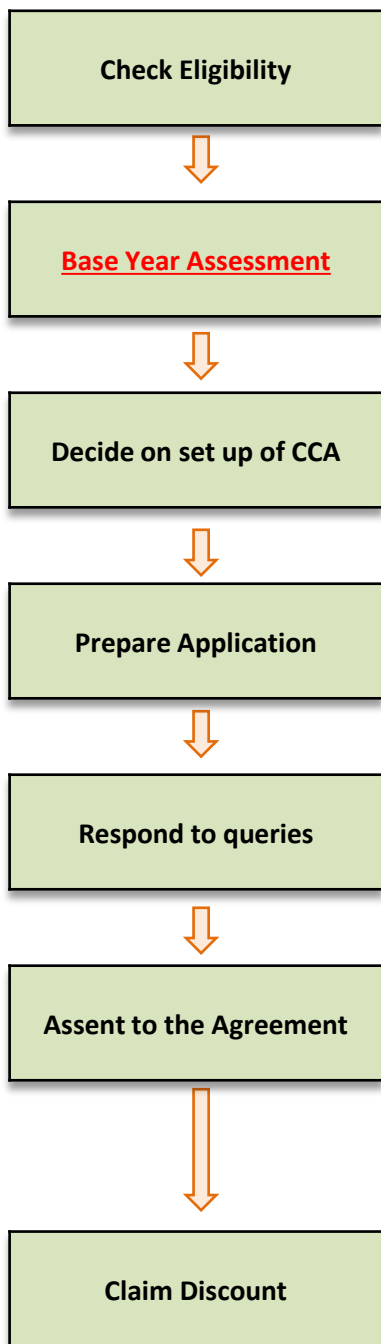 Check Eligibility
Base Year Assessment
Decide on set up of CCA
Prepare Application
Respond to queries
Assent to the Agreement
Claim Discount